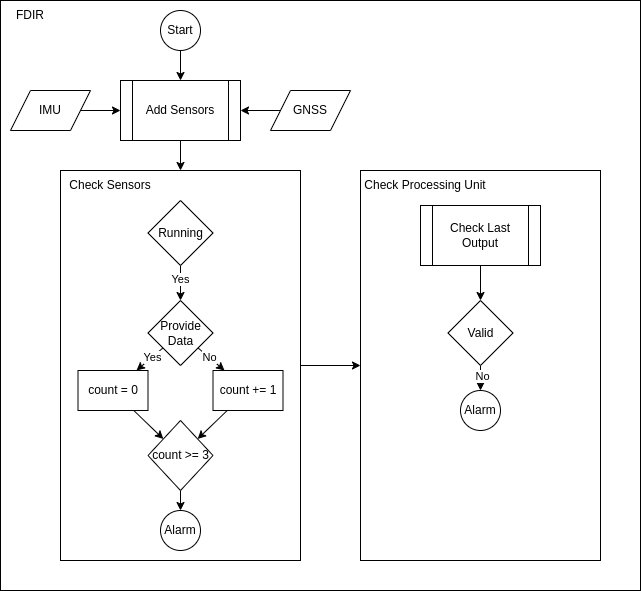 FDIR
Start
IMU
Add Sensors
GNSS
Check Sensors
Running
Yes
Provide
Data
Yes
No
count = 0
count += 1
count >= 3
Alarm
Check Processing Unit
Check Last
Output
Valid
No
Alarm